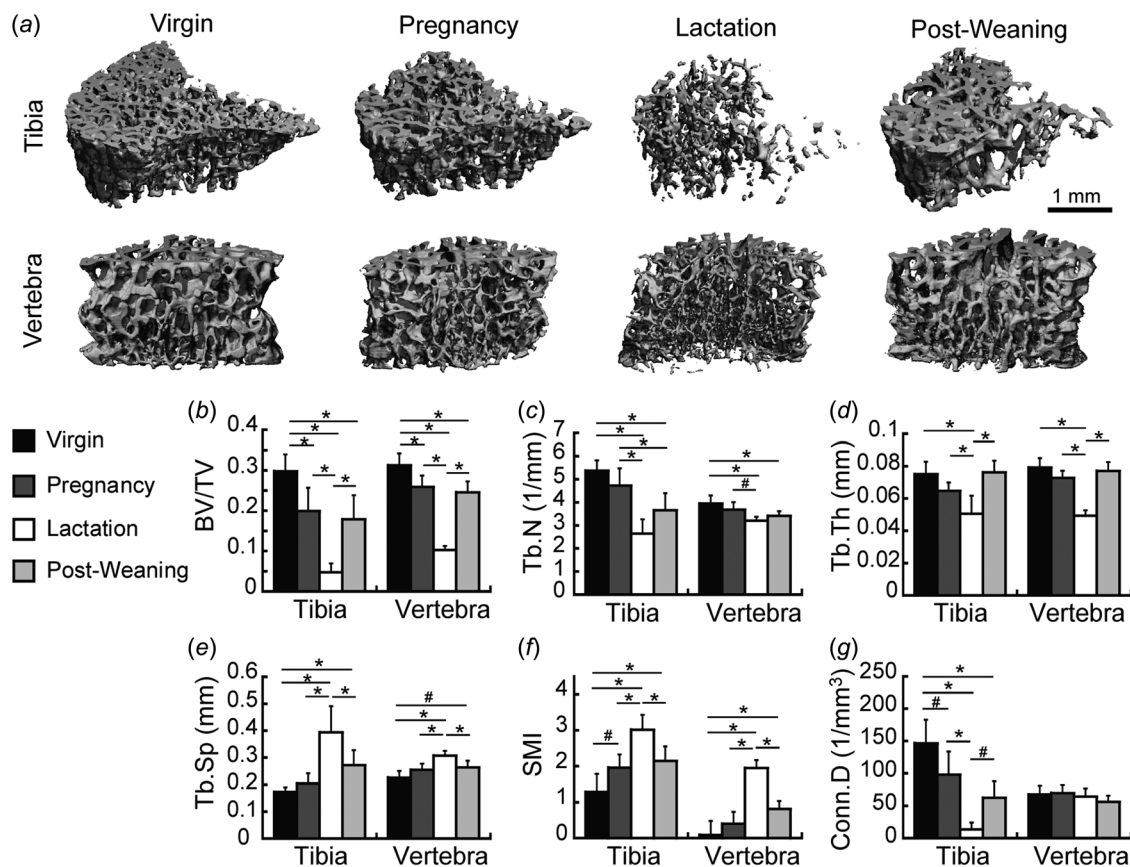 (a) Virgin Pregnancy Lactation Post-Weaning
Tibia
1 mm
Vertebra
Virgin
Pregnancy
Lactation
Post-Weaning
(b)
BV/TV
0.4
0.3
0.2
0.1
0
* * * * *
* * * * *
Tibia Vertebra
(c)
Tb.N (1/mm)
6
5
4
3
2
1
0
* * * *
* * #
Tibia Vertebra
(d)
Tb.Th (mm)
0.1
0.08
0.06
0.04
0.02
0
* * *
* * *
Tibia Vertebra
(e)
Tb.Sp (mm)
0.6
0.5
0.4
0.3
0.2
0.1
0
* * * *
# * * *
Tibia Vertebra
(f)
SMI
4
3
2
1
0
* * # * *
* * * *
Tibia Vertebra
(g)
Conn.D (1/mm³)
250
200
150
100
50
0
* * # * #
Tibia Vertebra